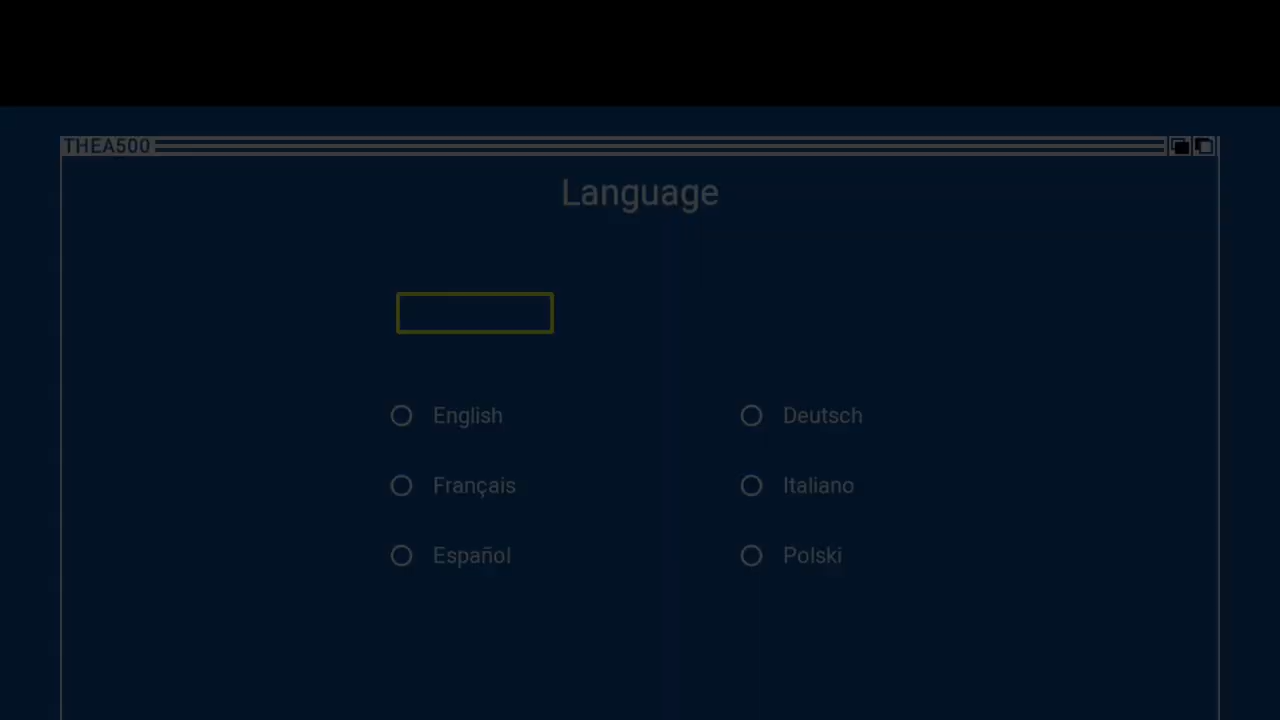 THEA500
Language
English
Deutsch
Français
Italiano
Español
Polski